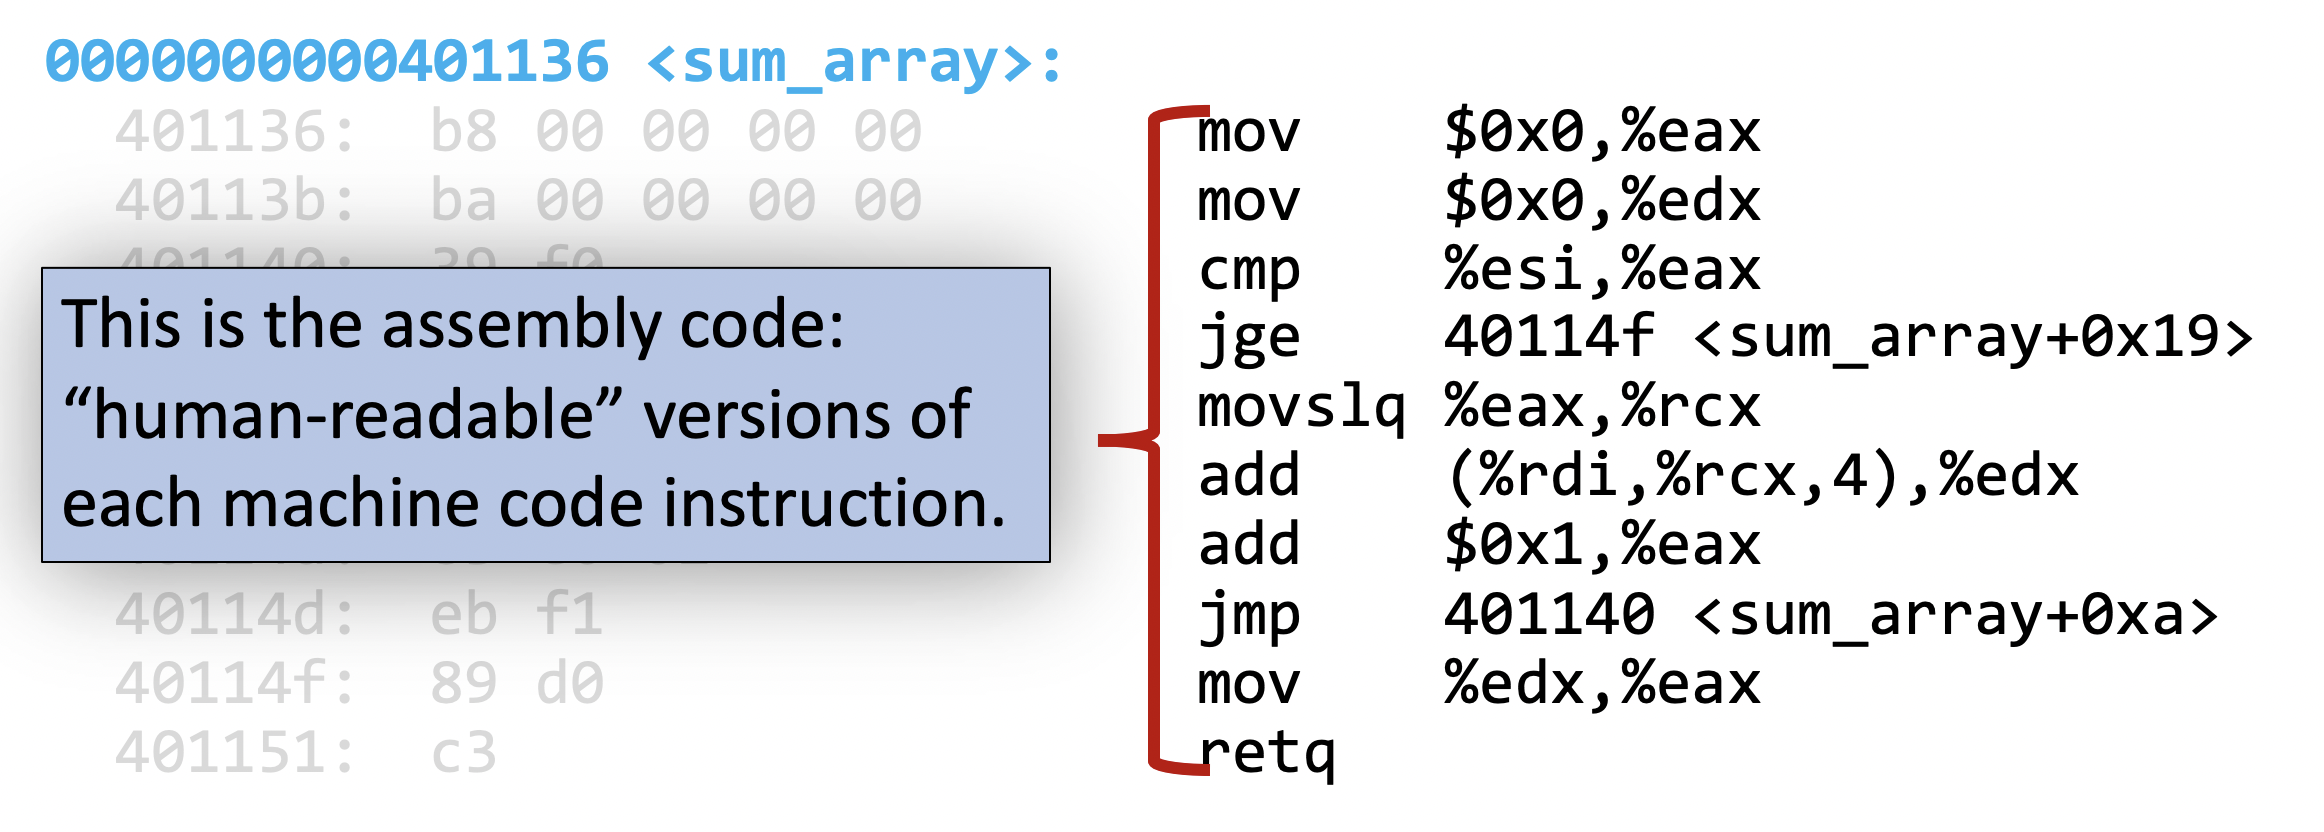 0000000000401136 <sum_array>:
401136: b8 00 00 00 00 mov $0x0,%eax
40113b: ba 00 00 00 00 mov $0x0,%edx
401140: 39 f0 cmp %esi,%eax
jge 40114f <sum_array+0x19>
movslq %eax,%rcx
add (%rdi,%rcx,4),%edx
add $0x1,%eax
40114d: eb f1 jmp 401140 <sum_array+0xa>
40114f: 89 d0 mov %edx,%eax
401151: c3 retq
This is the assembly code:
“human-readable” versions of
each machine code instruction.